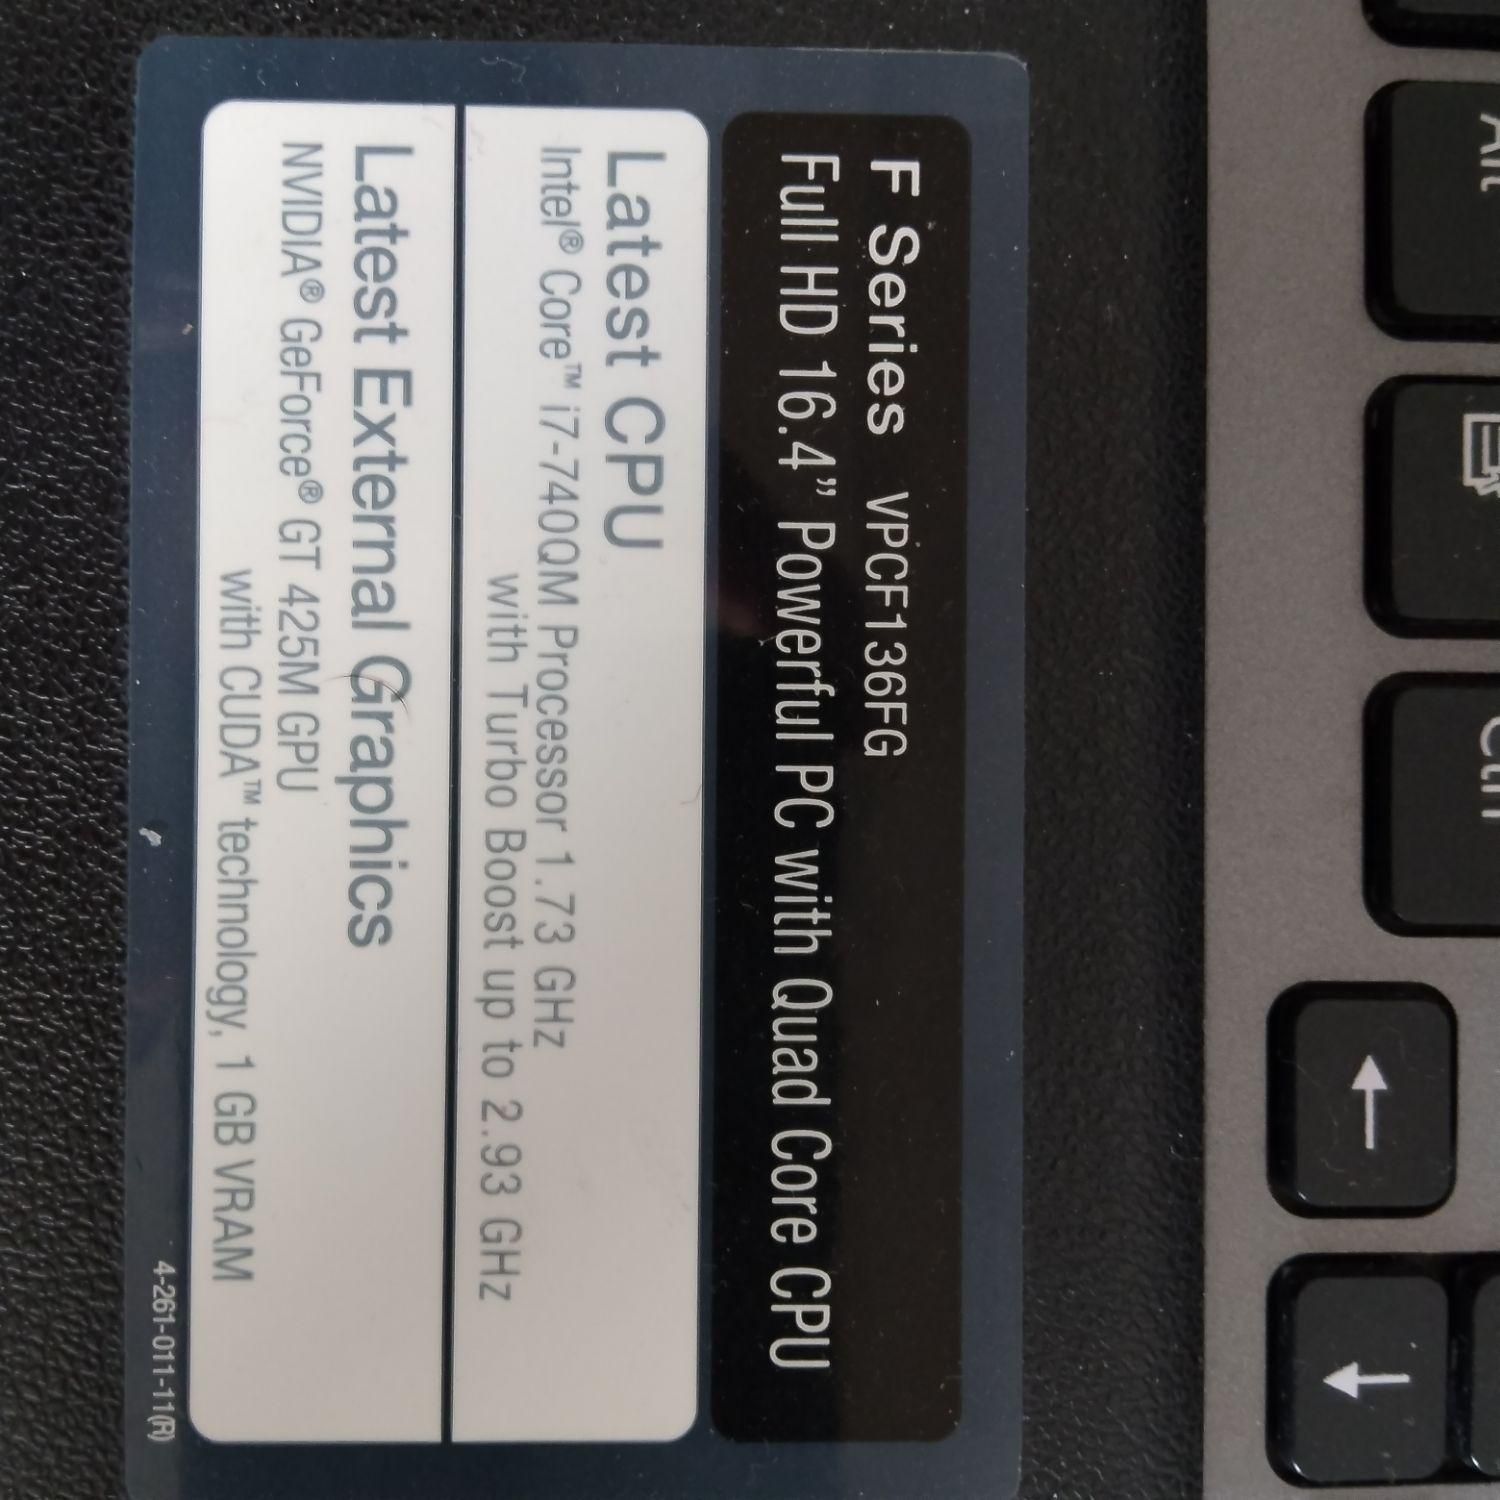 F Series VPCF136FG
Full HD 16.4” Powerful PC with Quad Core CPU
Latest CPU
Intel® Core™ i7-740QM Processor 1.73 GHz
with Turbo Boost up to 2.93 GHz
Latest External Graphics
NVIDIA® GeForce® GT 425M GPU
with CUDA™ technology, 1 GB VRAM
4-261-011-11(R)
Alt
Ctrl